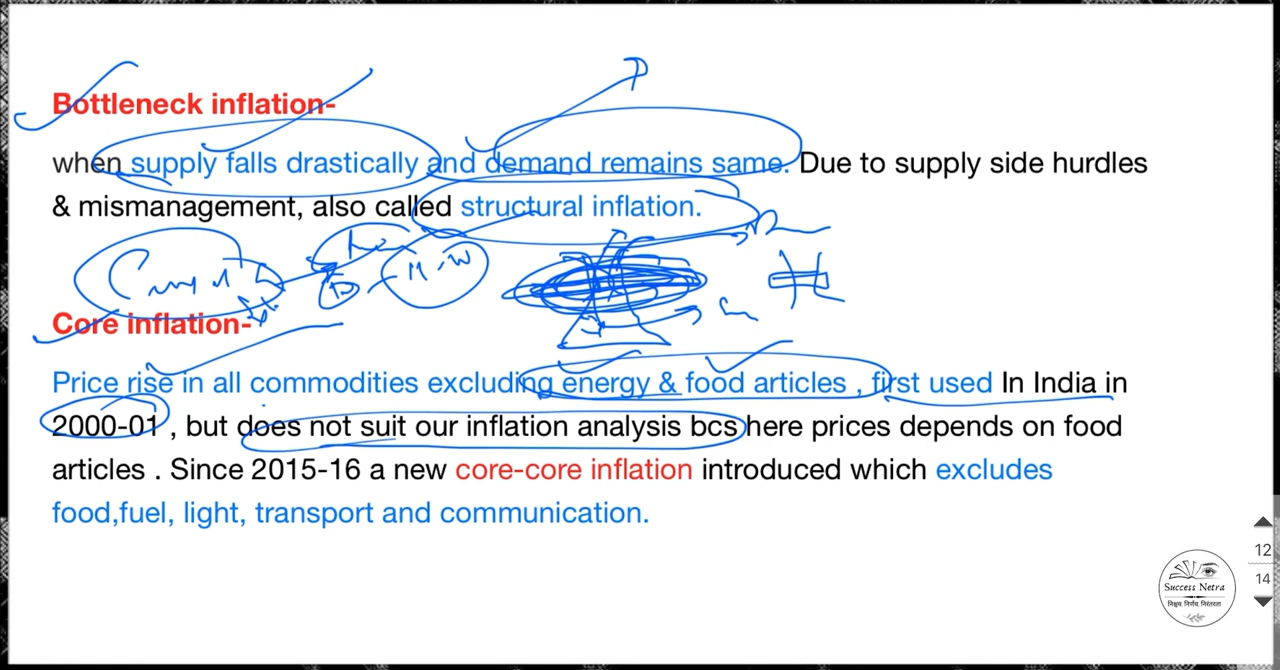 Bottleneck inflation-
when supply falls drastically and demand remains same. Due to supply side hurdles
& mismanagement, also called structural inflation.
Core inflation-
Price rise in all commodities excluding energy & food articles , first used In India in
2000-01 , but does not suit our inflation analysis bcs here prices depends on food
articles . Since 2015-16 a new core-core inflation introduced which excludes
food,fuel, light, transport and communication.
12
14
Success Netra
निश्चय. निर्णय. निरंतरता